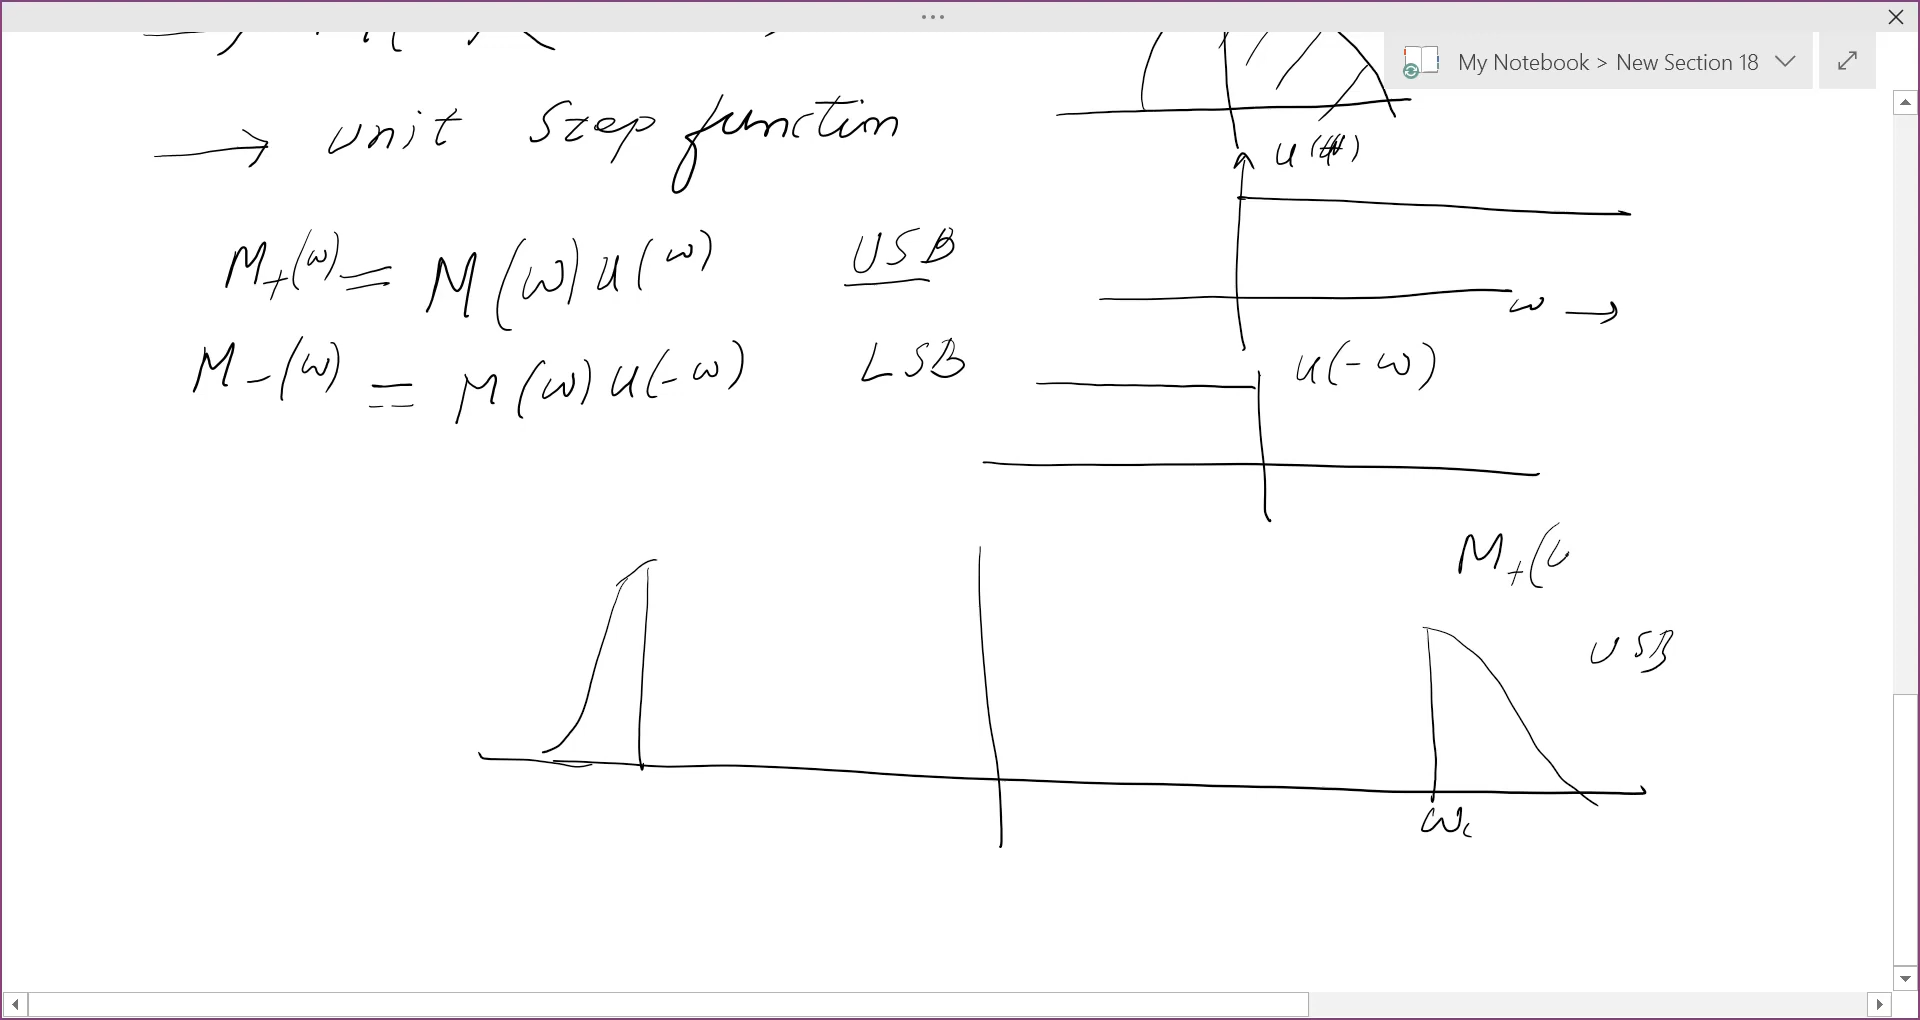 My Notebook > New Section 18
→ unit Step function
M₊(ω) = M(ω) u(ω) USB
ω →
M₋(ω) = M(ω) u(-ω) LSB
u(-ω)
M₊(
USB
ωc